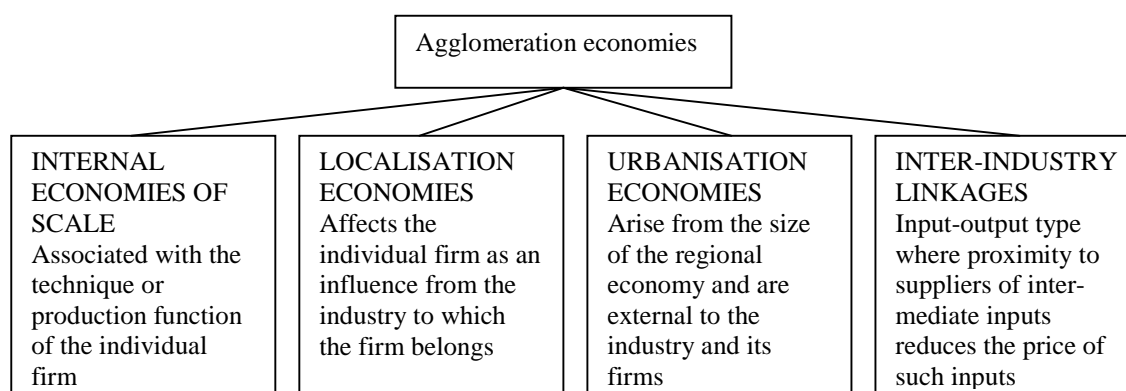 Agglomeration economies
INTERNAL
ECONOMIES OF
SCALE
Associated with the
technique or
production function
of the individual
firm
LOCALISATION
ECONOMIES
Affects the
individual firm as an
influence from the
industry to which
the firm belongs
URBANISATION
ECONOMIES
Arise from the size
of the regional
economy and are
external to the
industry and its
firms
INTER-INDUSTRY
LINKAGES
Input-output type
where proximity to
suppliers of inter-
mediate inputs
reduces the price of
such inputs